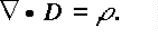 ∇ • D = ρ.